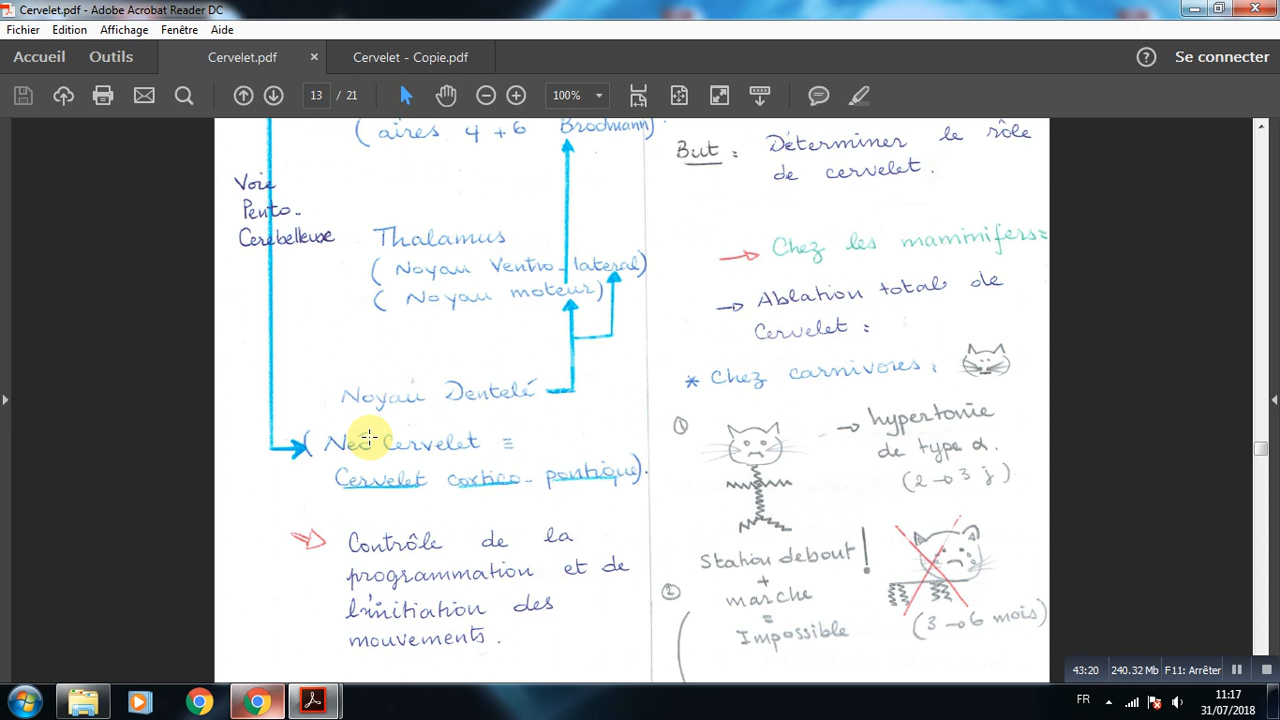 Cervelet.pdf - Adobe Acrobat Reader DC
Fichier Edition Affichage Fenêtre Aide
Accueil Outils Cervelet.pdf × Cervelet - Copie.pdf ? Se connecter
13 / 21 100%
(aires 4 + 6 Brodmann).
Voie
Ponto-
Cerebelleuse
Thalamus
(Noyau Ventro-lateral)
(Noyau moteur)
Noyau Dentelé
(Neo Cervelet ≡
Cervelet cortico-pontique).
⇒ Contrôle de la
programmation et de
l'initiation des
mouvements.
But : Déterminer le rôle
de cervelet.
→ Chez les mammifers =
→ Ablation total de
Cervelet :
* Chez carnivores :
① → hypertonie
de type α.
(2 → 3 j)
Station debout !
+
② marche
=
Impossible
(3 → 6 mois)
43:20 240.32 Mb F11: Arrêter
FR 11:17
31/07/2018